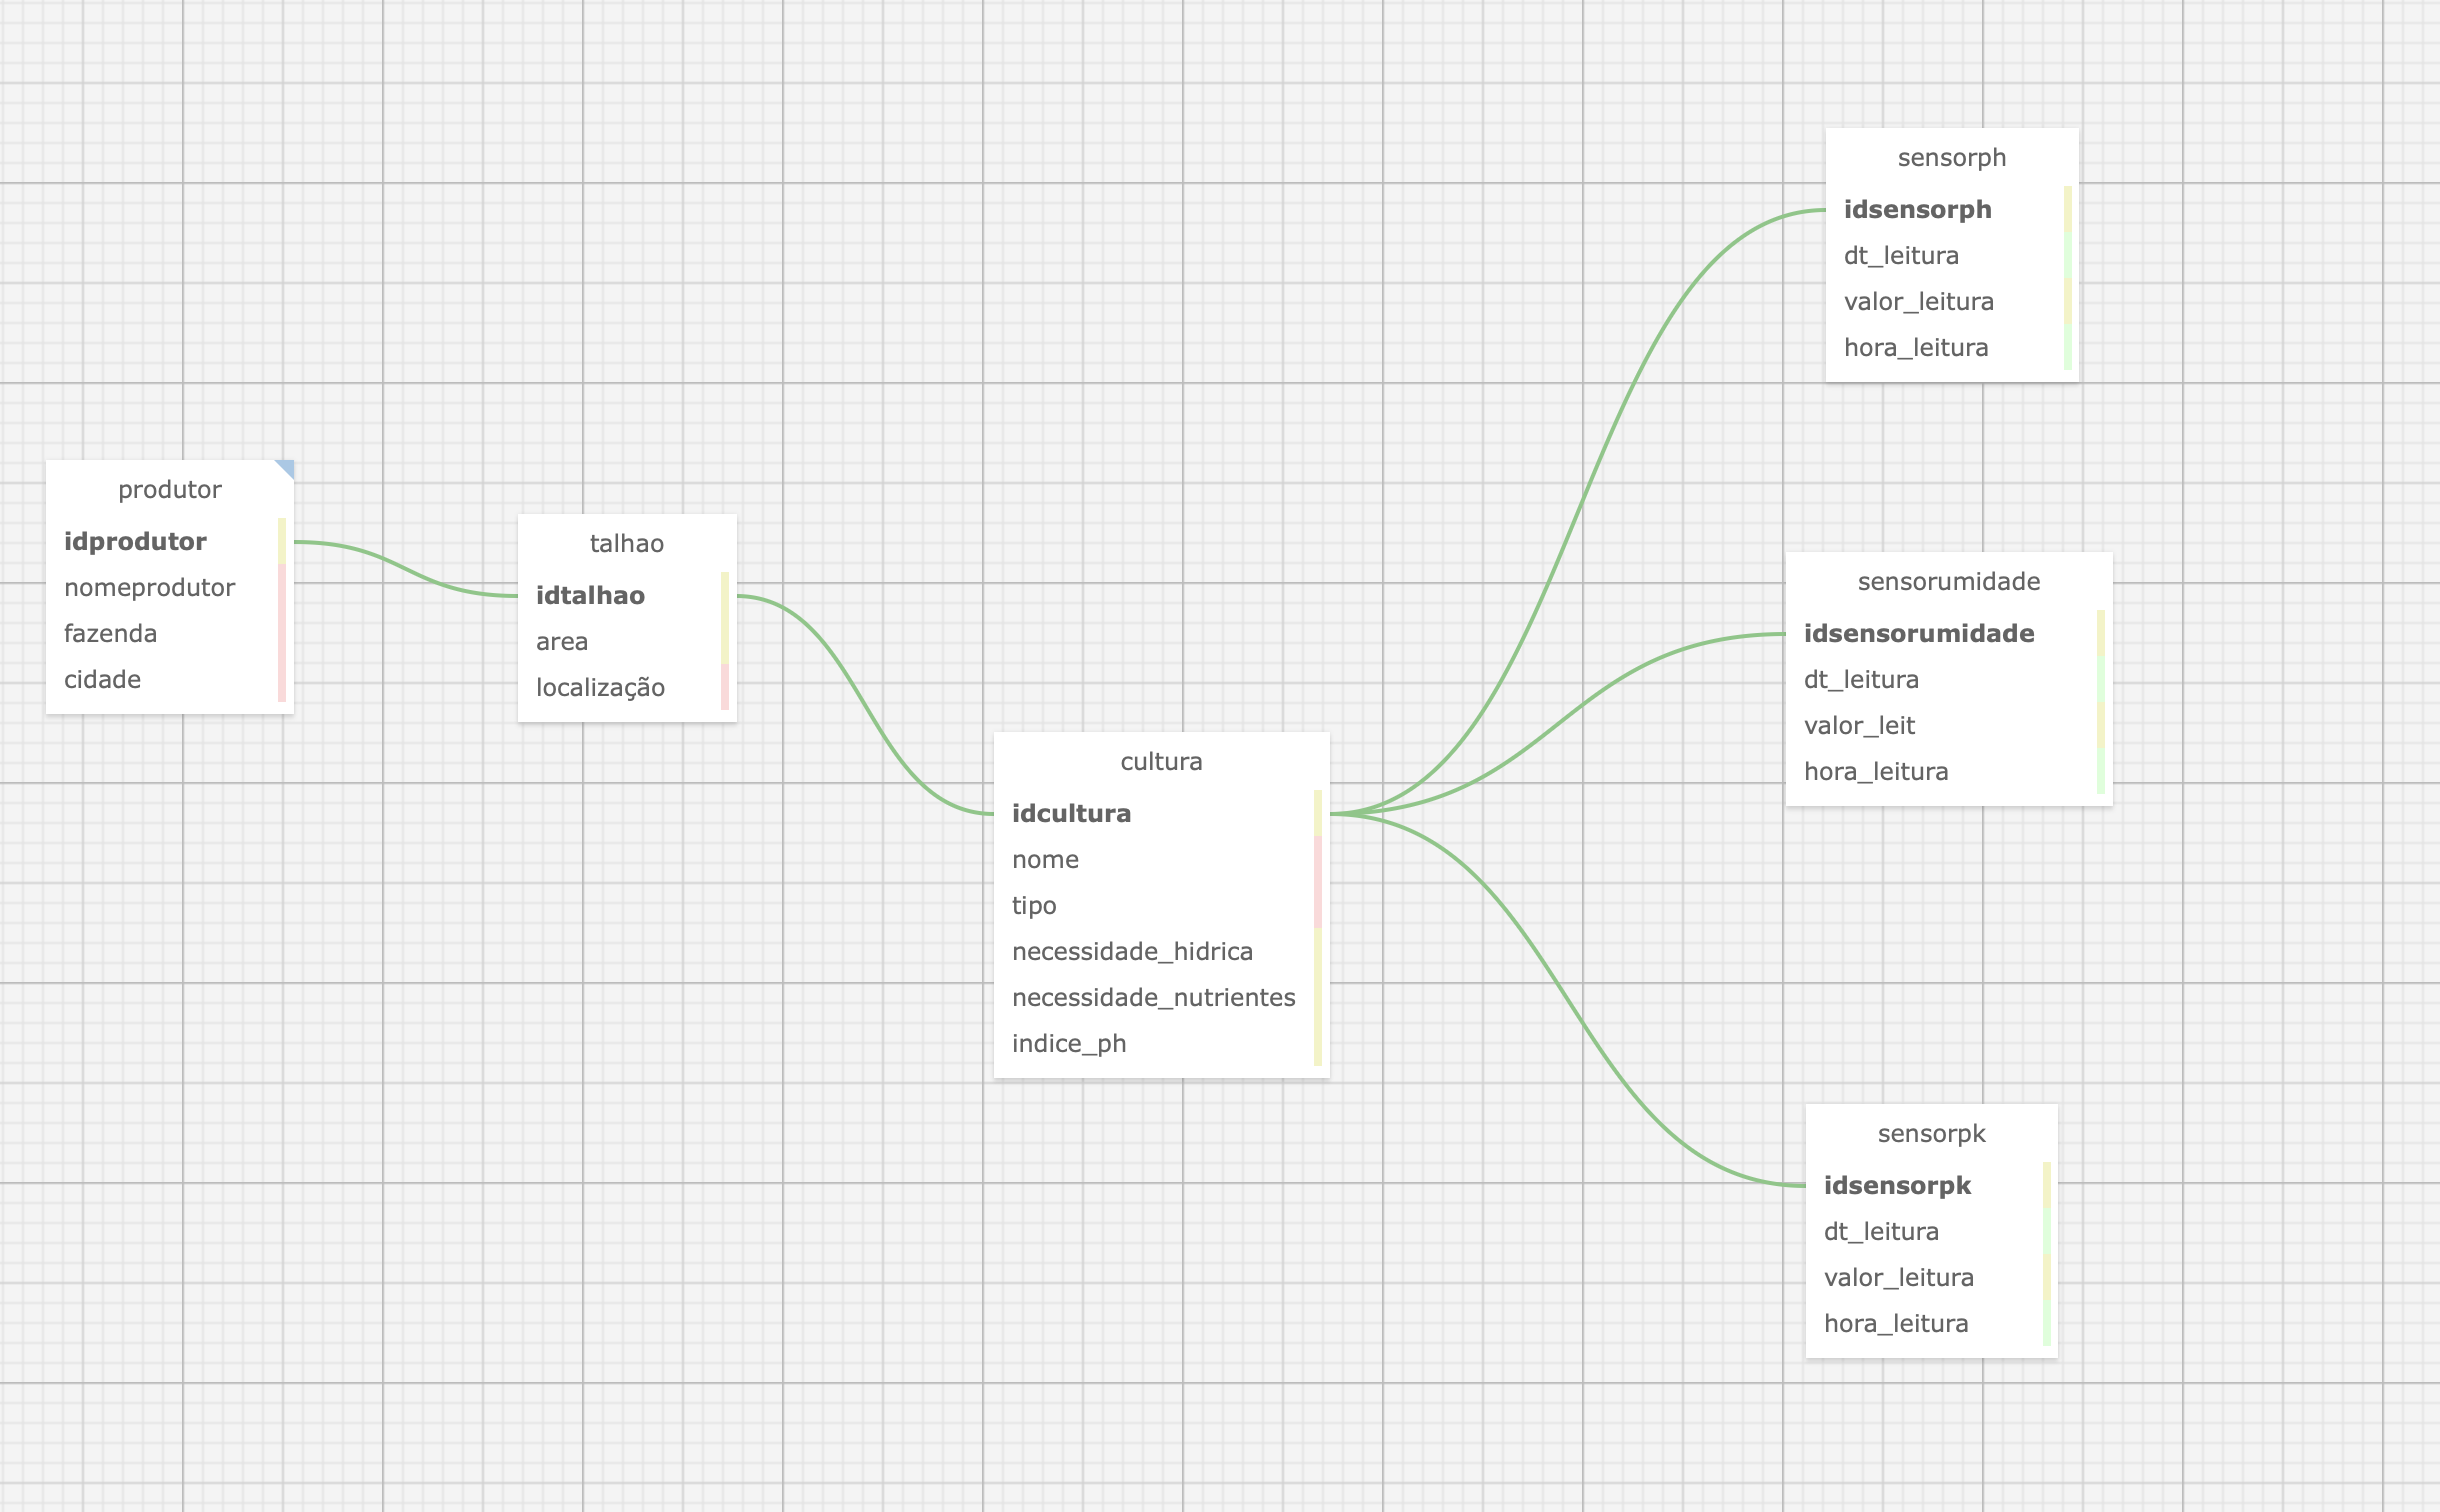 produtor
idprodutor
nomeprodutor
fazenda
cidade
talhao
idtalhao
area
localização
cultura
idcultura
nome
tipo
necessidade_hidrica
necessidade_nutrientes
indice_ph
sensorph
idsensorph
dt_leitura
valor_leitura
hora_leitura
sensorumidade
idsensorumidade
dt_leitura
valor_leit
hora_leitura
sensorpk
idsensorpk
dt_leitura
valor_leitura
hora_leitura